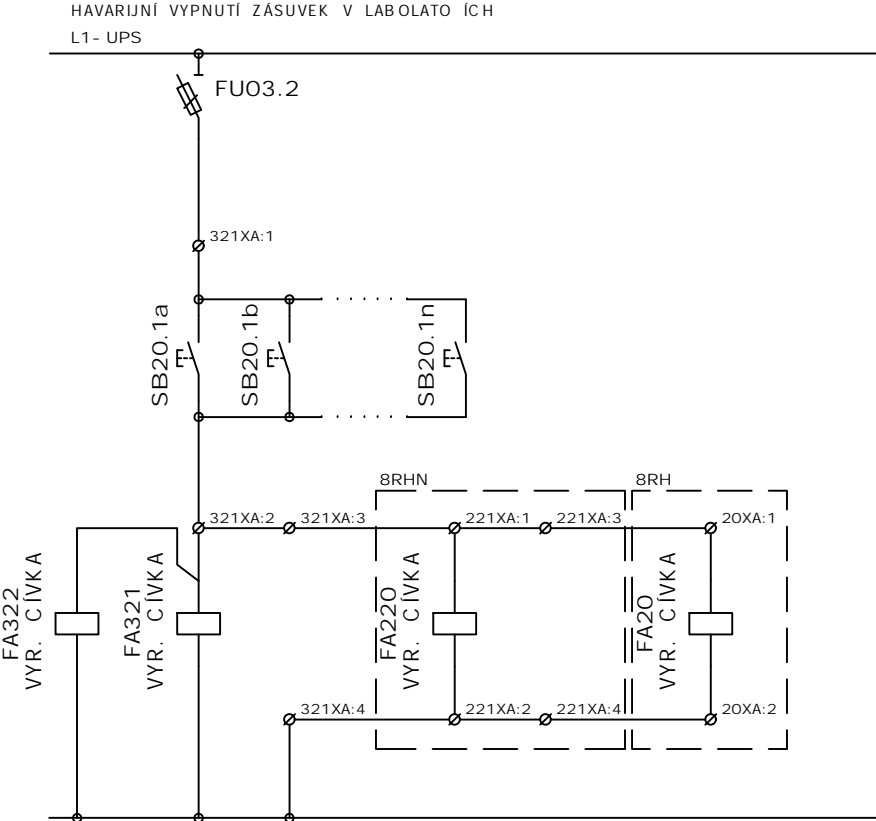 HAVARIJNÍ VYPNUTÍ ZÁSUVEK V LABOLATO ÍCH
L1- UPS
FU03.2
321XA:1
SB20.1a
SB20.1b
SB20.1n
8RHN
8RH
321XA:2
321XA:3
221XA:1
221XA:3
20XA:1
FA322
VYR. CÍVKA
FA321
VYR. CÍVKA
FA220
VYR. CÍVKA
FA20
VYR. CÍVKA
321XA:4
221XA:2
221XA:4
20XA:2